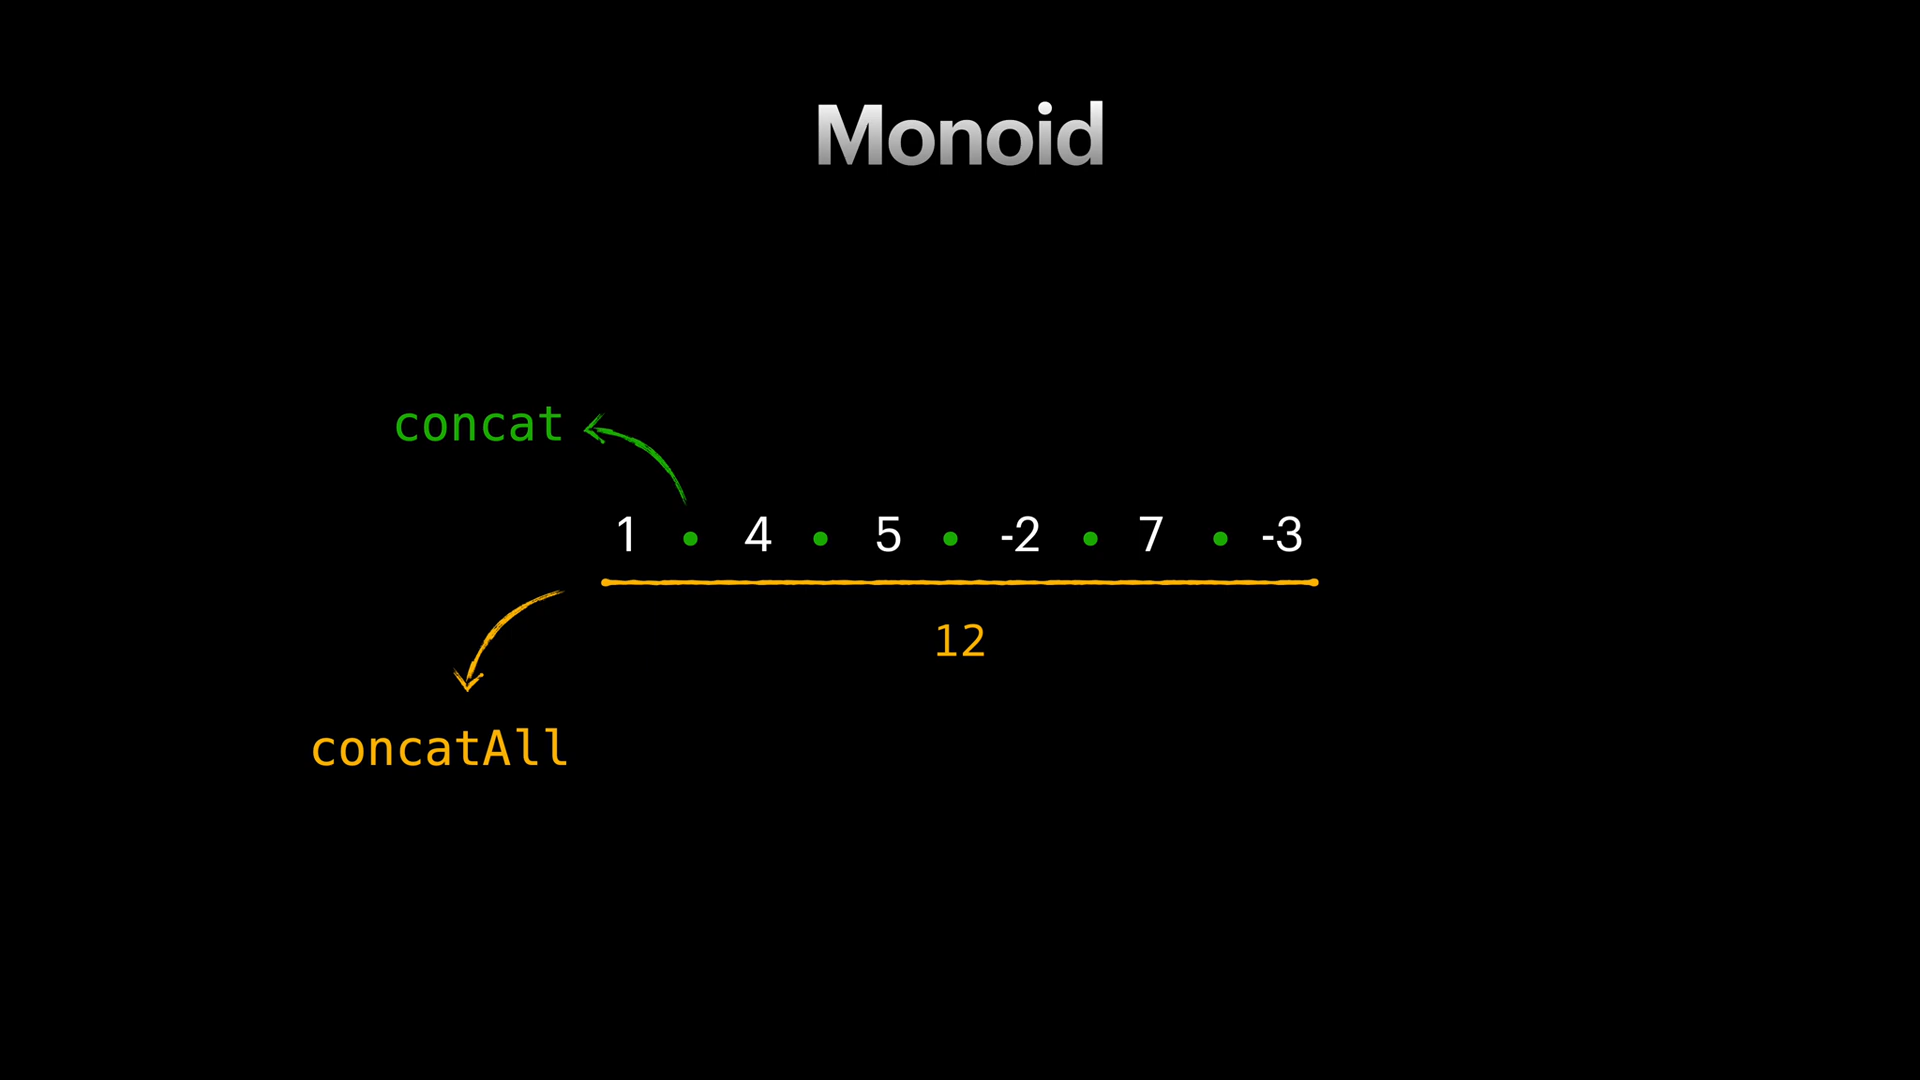 Monoid
concat
1 • 4 • 5 • -2 • 7 • -3
12
concatAll